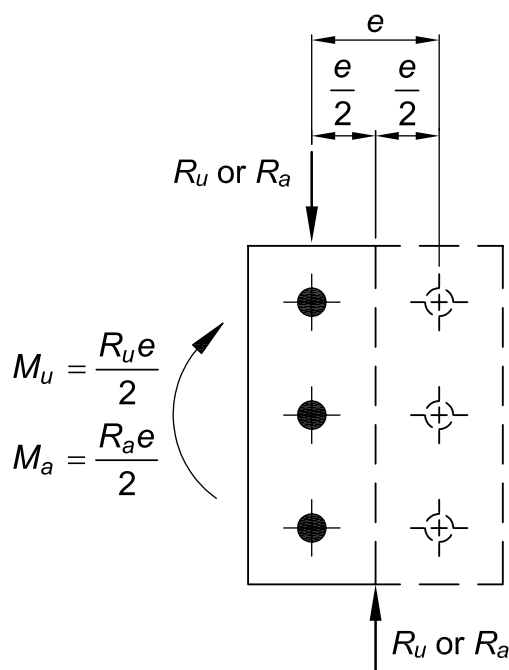 e
e/2 e/2
R_u or R_a
M_u = R_u e/2
M_a = R_a e/2
R_u or R_a